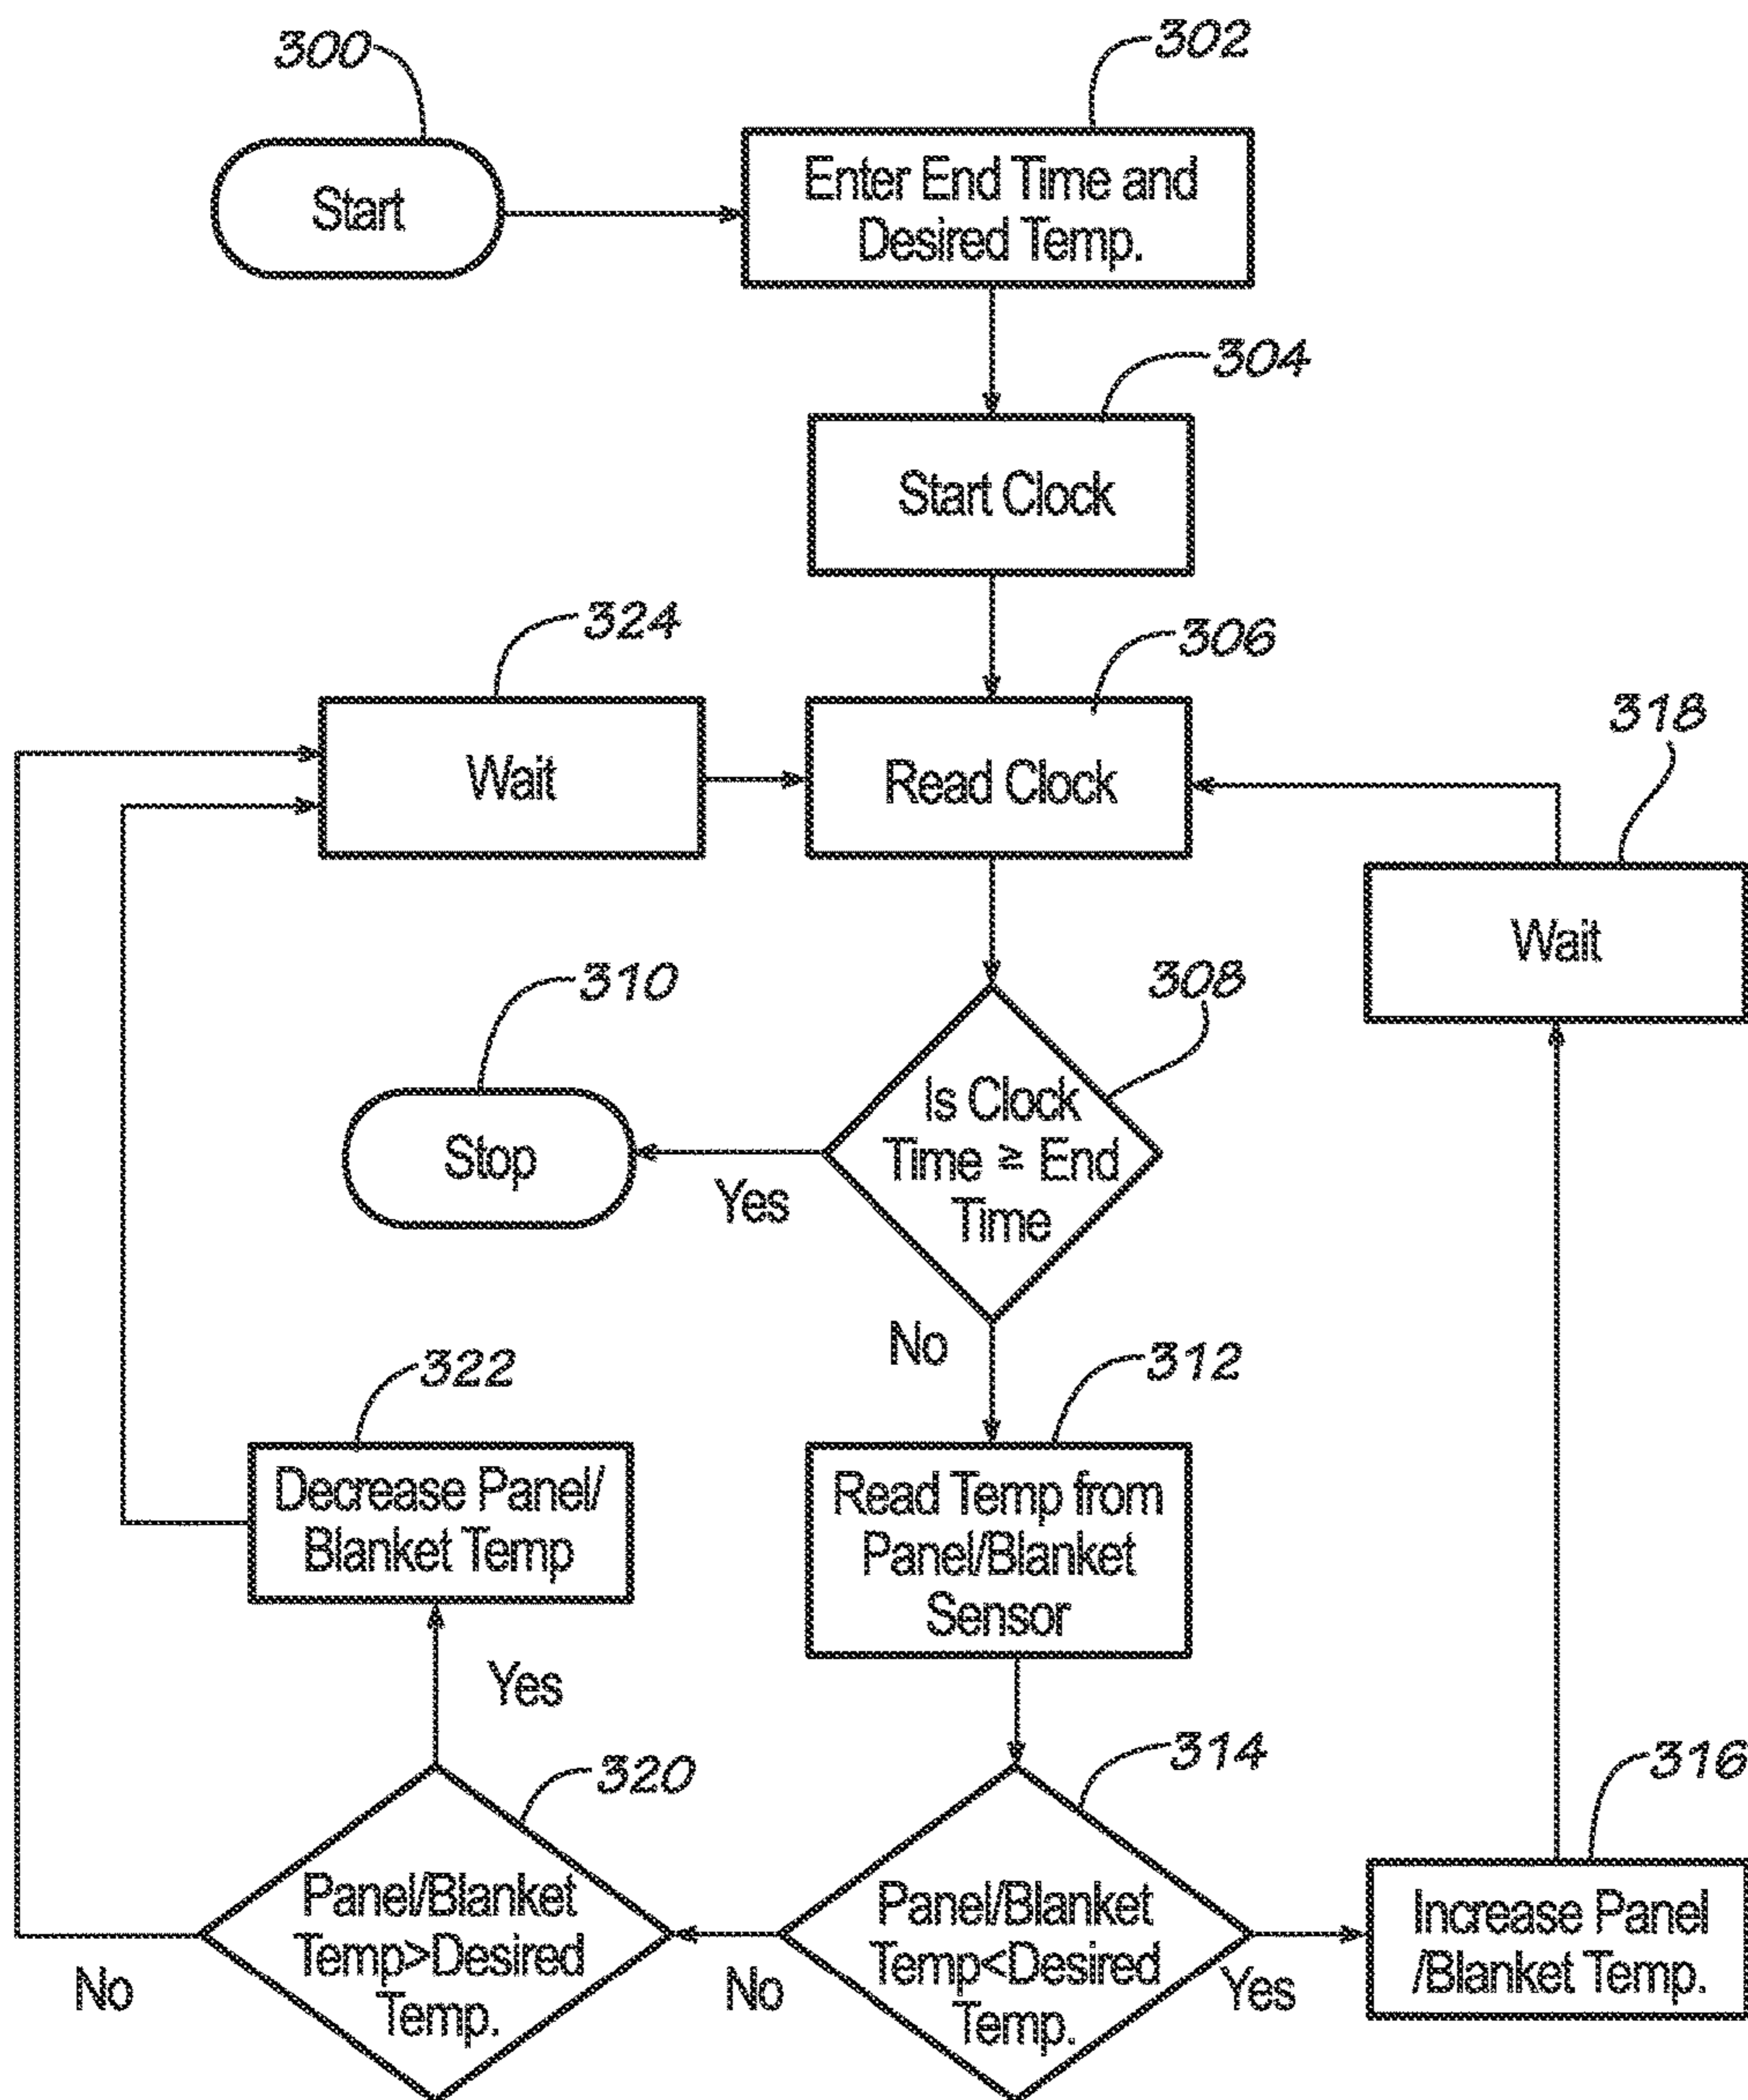 300
Start
302
Enter End Time and
Desired Temp.
304
Start Clock
324
Wait
306
Read Clock
318
Wait
310
Stop
308
Is Clock
Time ≥ End
Time
Yes
No
322
Decrease Panel/
Blanket Temp
312
Read Temp from
Panel/Blanket
Sensor
Yes
320
Panel/Blanket
Temp>Desired
Temp.
No
314
Panel/Blanket
Temp<Desired
Temp.
No
Yes
316
Increase Panel
/Blanket Temp.